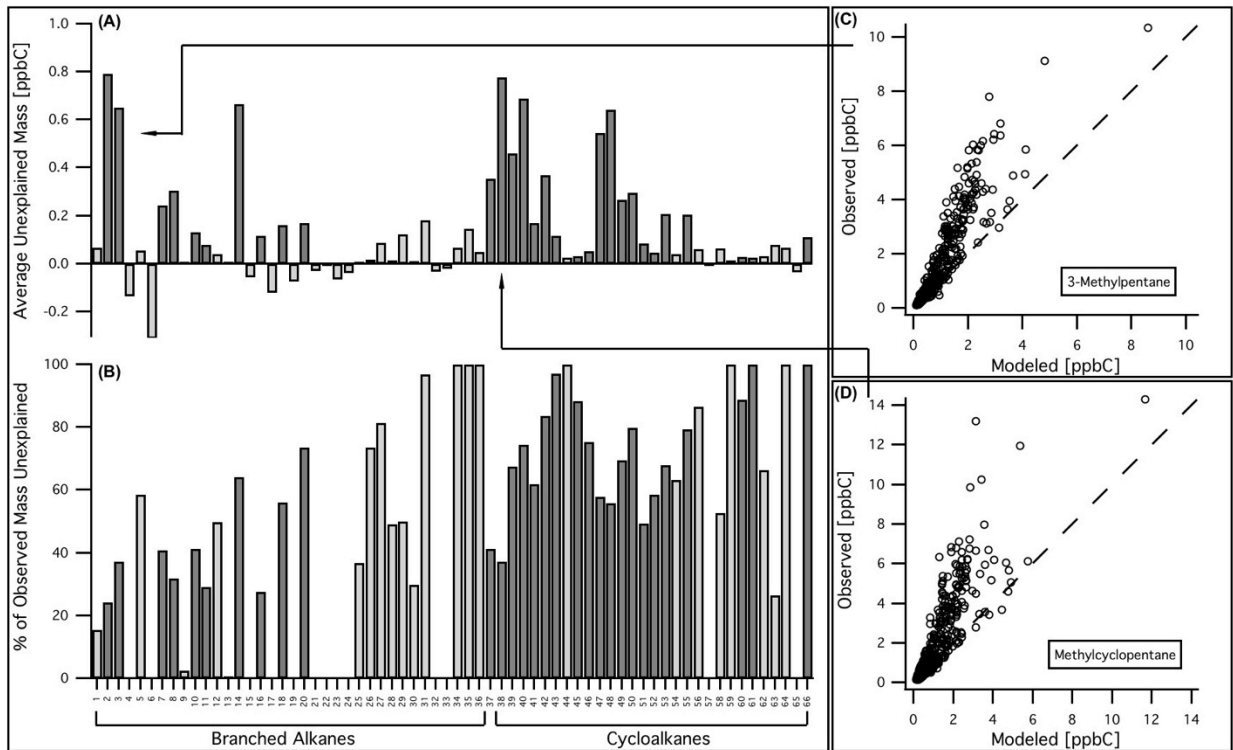 (A)
Average Unexplained Mass [ppbC]
1.0
0.8
0.6
0.4
0.2
0.0
-0.2
(B)
% of Observed Mass Unexplained
100
80
60
40
20
0
1 2 3 4 5 6 7 8 9 10 11 12 13 14 15 16 17 18 19 20 21 22 23 24 25 26 27 28 29 30 31 32 33 34 35 36 37 38 39 40 41 42 43 44 45 46 47 48 49 50 51 52 53 54 55 56 57 58 59 60 61 62 63 64 65 66
Branched Alkanes Cycloalkanes
(C)
Observed [ppbC]
10
8
6
4
2
0
3-Methylpentane
0 2 4 6 8 10
Modeled [ppbC]
(D)
Observed [ppbC]
14
12
10
8
6
4
2
0
Methylcyclopentane
0 2 4 6 8 10 12 14
Modeled [ppbC]